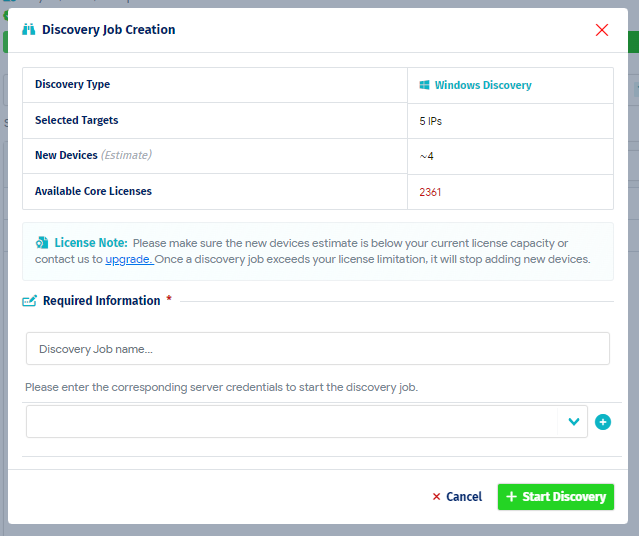 Discovery Job Creation
Discovery Type
Windows Discovery
Selected Targets
5 IPs
New Devices (Estimate)
~4
Available Core Licenses
2361
License Note: Please make sure the new devices estimate is below your current license capacity or
contact us to upgrade. Once a discovery job exceeds your license limitation, it will stop adding new devices.
Required Information *
Discovery Job name...
Please enter the corresponding server credentials to start the discovery job.
Cancel
Start Discovery